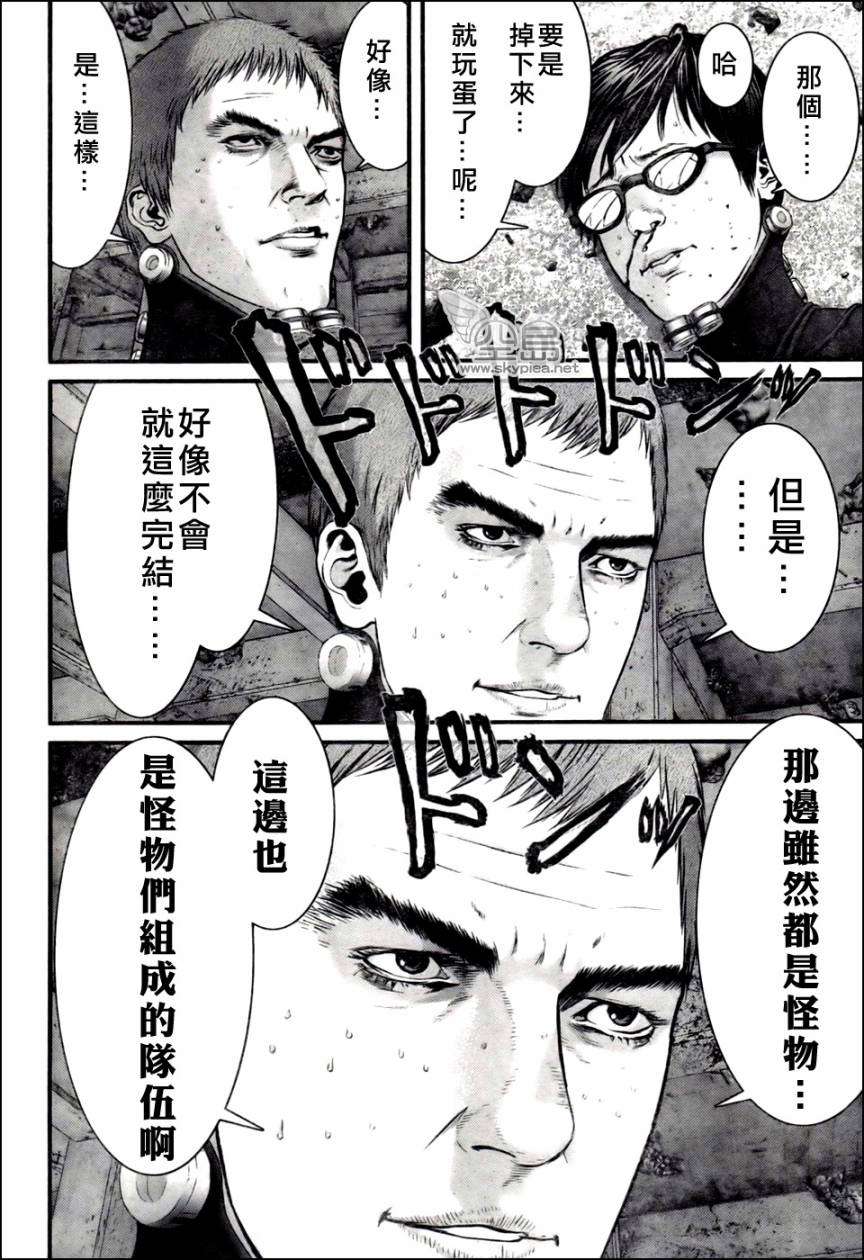 那個……
哈
要是
掉下來…
就玩蛋了…呢…
好像…
是…這樣…
空島
www.skypiea.net
ドドドドドン
但是…
……
好像不會
就這麼完結……
ドドン
那邊雖然都是怪物…
這邊也
是怪物們組成的隊伍啊